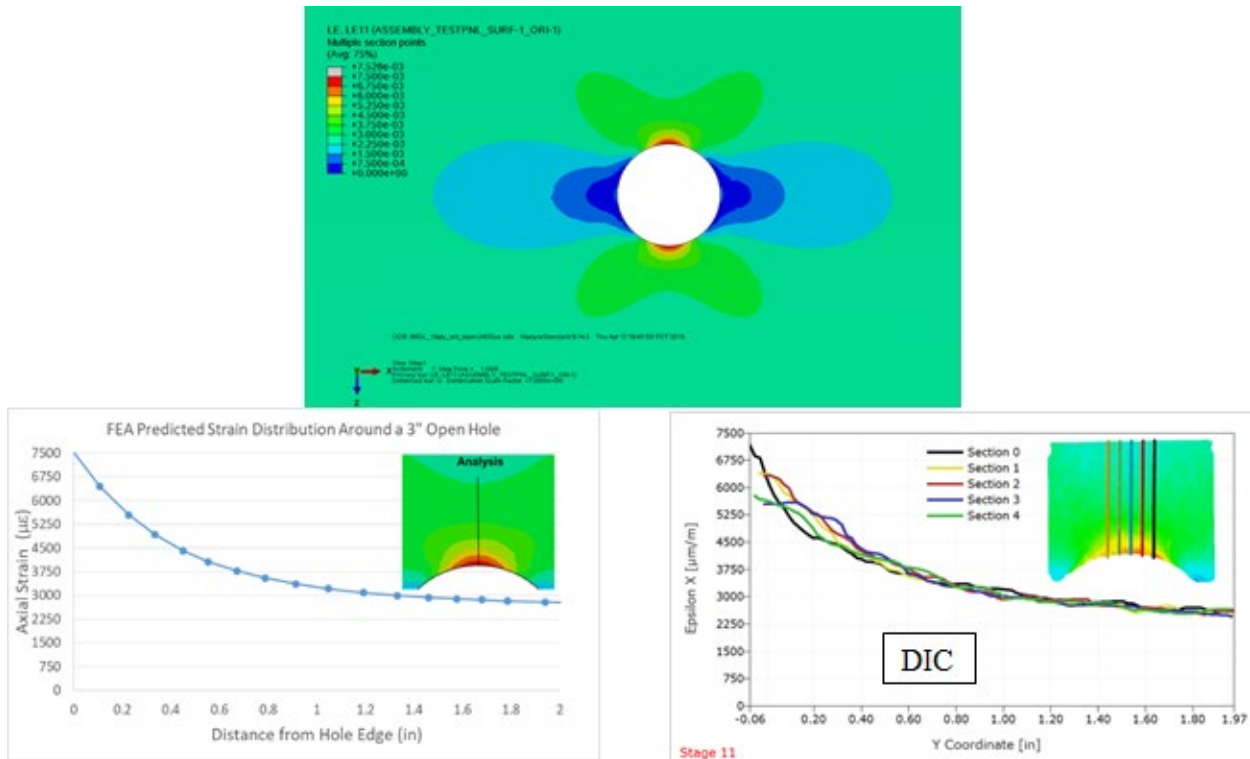 LE, LE11 (ASSEMBLY_TESTPNL_SURF-1_ORI-1)
Multiple section points
(Avg: 75%)
+7.528e-03
+7.500e-03
+6.750e-03
+6.000e-03
+5.250e-03
+4.500e-03
+3.750e-03
+3.000e-03
+2.250e-03
+1.500e-03
+7.500e-04
+0.000e+00
X
Z
FEA Predicted Strain Distribution Around a 3" Open Hole
Axial Strain (με)
7500
6750
6000
5250
4500
3750
3000
2250
1500
750
0
Analysis
0 0.2 0.4 0.6 0.8 1 1.2 1.4 1.6 1.8 2
Distance from Hole Edge (in)
Epsilon X [μm/m]
7500
6750
6000
5250
4500
3750
3000
2250
1500
750
0
Section 0
Section 1
Section 2
Section 3
Section 4
DIC
-0.06 0.20 0.40 0.60 0.80 1.00 1.20 1.40 1.60 1.80 1.97
Y Coordinate [in]
Stage 11